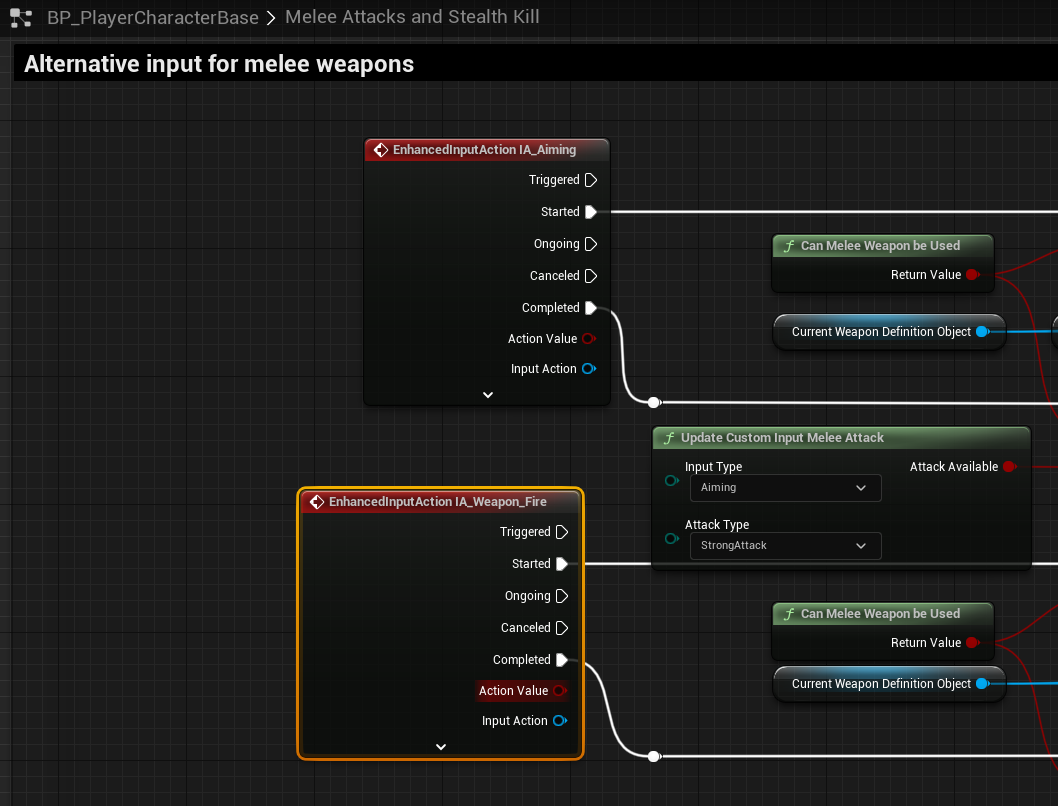 BP_PlayerCharacterBase > Melee Attacks and Stealth Kill
Alternative input for melee weapons
EnhancedInputAction IA_Aiming
Triggered
Started
Ongoing
Canceled
Completed
Action Value
Input Action
f Can Melee Weapon be Used
Return Value
Current Weapon Definition Object
f Update Custom Input Melee Attack
Input Type
Attack Available
Aiming
Attack Type
StrongAttack
EnhancedInputAction IA_Weapon_Fire
Triggered
Started
Ongoing
Canceled
Completed
Action Value
Input Action
f Can Melee Weapon be Used
Return Value
Current Weapon Definition Object